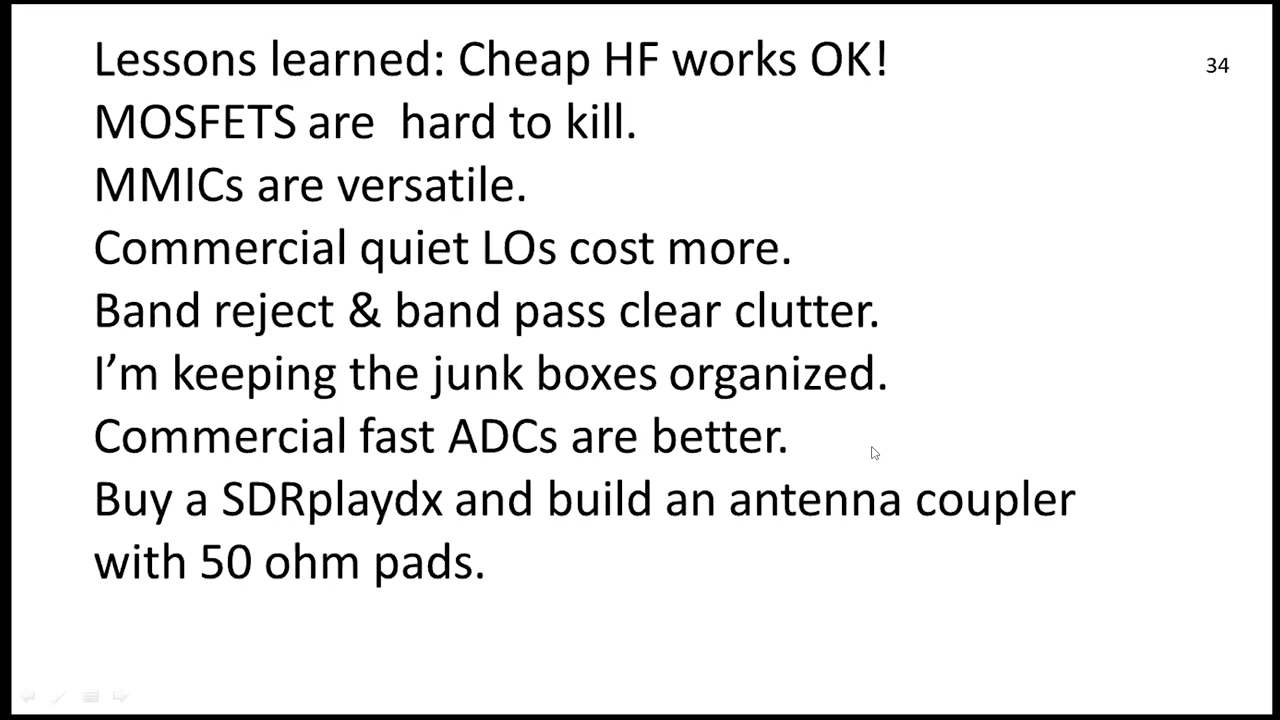 Lessons learned: Cheap HF works OK!
34
MOSFETS are  hard to kill.
MMICs are versatile.
Commercial quiet LOs cost more.
Band reject & band pass clear clutter.
I’m keeping the junk boxes organized.
Commercial fast ADCs are better.
Buy a SDRplaydx and build an antenna coupler
with 50 ohm pads.